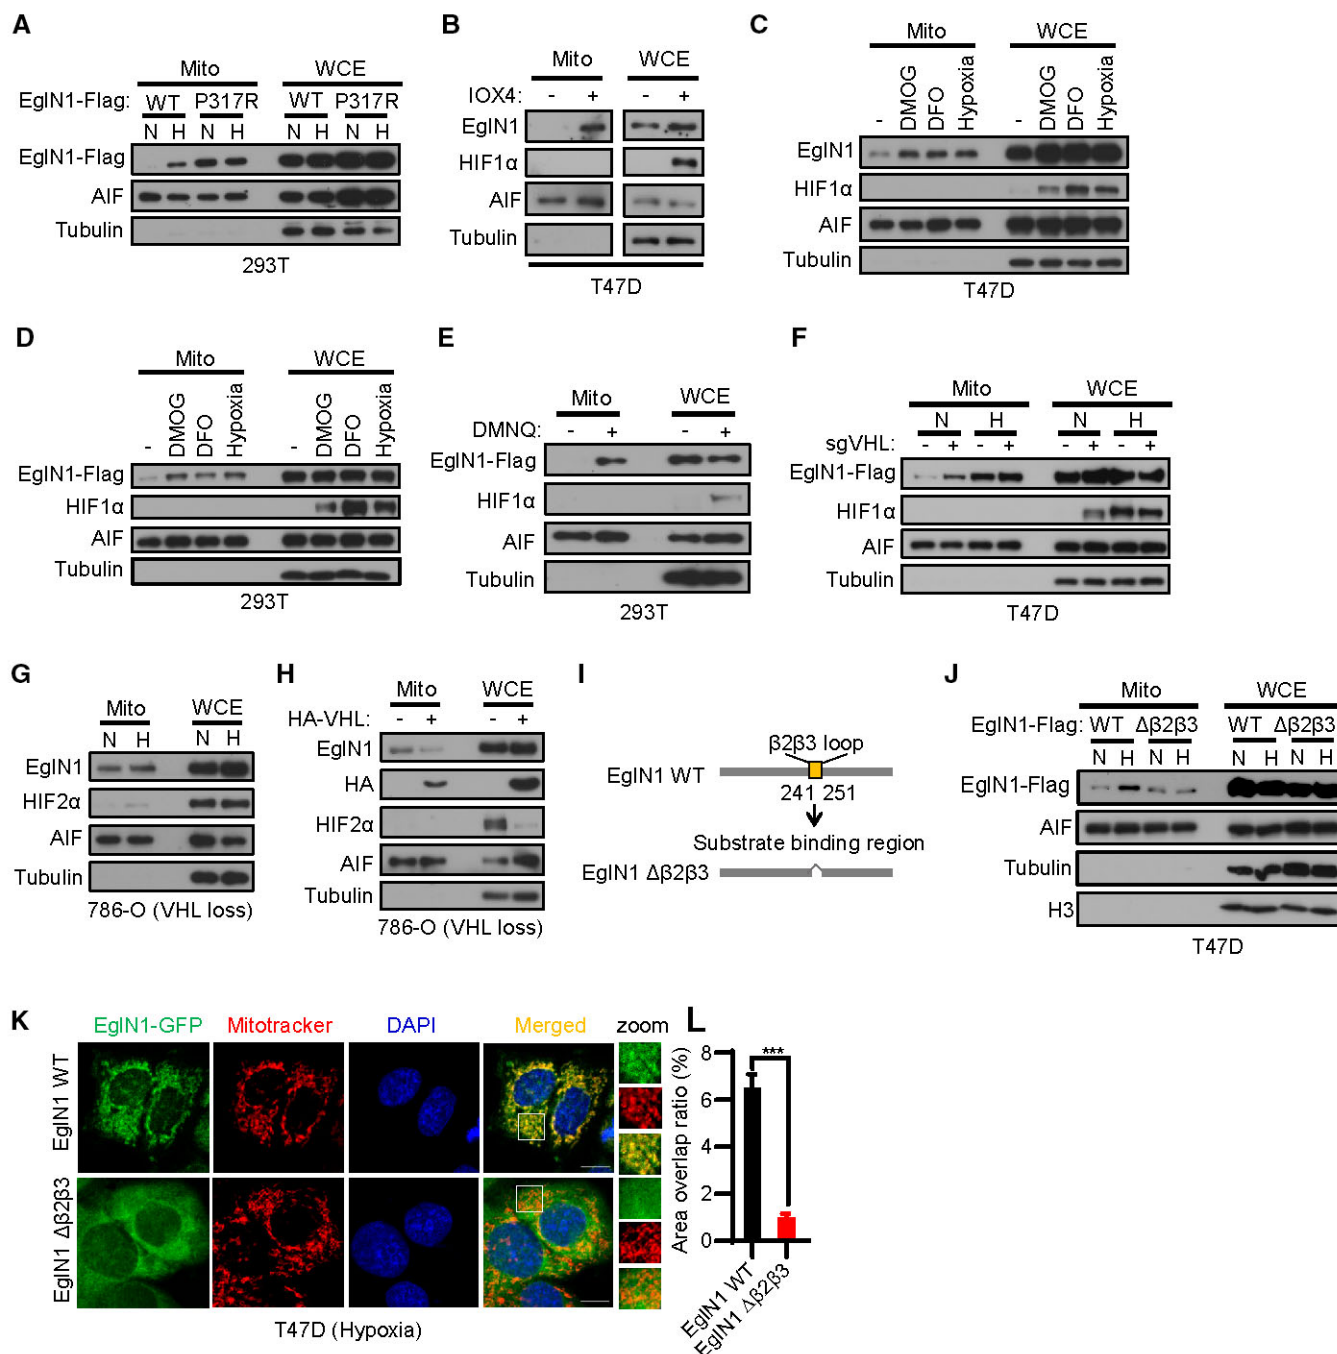 A
Mito WCE
EglN1-Flag: WT P317R WT P317R
N H N H N H N H
EglN1-Flag
AIF
Tubulin
293T
B
Mito WCE
IOX4: - + - +
EglN1
HIF1α
AIF
Tubulin
T47D
C
Mito WCE
- DMOG DFO Hypoxia - DMOG DFO Hypoxia
EglN1
HIF1α
AIF
Tubulin
T47D
D
Mito WCE
- DMOG DFO Hypoxia - DMOG DFO Hypoxia
EglN1-Flag
HIF1α
AIF
Tubulin
293T
E
Mito WCE
DMNQ: - + - +
EglN1-Flag
HIF1α
AIF
Tubulin
293T
F
Mito WCE
N H N H
sgVHL: - + - + - + - +
EglN1-Flag
HIF1α
AIF
Tubulin
T47D
G
Mito WCE
N H N H
EglN1
HIF2α
AIF
Tubulin
786-O (VHL loss)
H
Mito WCE
HA-VHL: - + - +
EglN1
HA
HIF2α
AIF
Tubulin
786-O (VHL loss)
I
β2β3 loop
EglN1 WT
241 251
Substrate binding region
EglN1 Δβ2β3
J
Mito WCE
EglN1-Flag: WT Δβ2β3 WT Δβ2β3
N H N H N H N H
EglN1-Flag
AIF
Tubulin
H3
T47D
K
EglN1-GFP Mitotracker DAPI Merged zoom
EglN1 WT
EglN1 Δβ2β3
T47D (Hypoxia)
L
Area overlap ratio (%)
8
6
4
2
0
***
EglN1 WT
EglN1 Δβ2β3